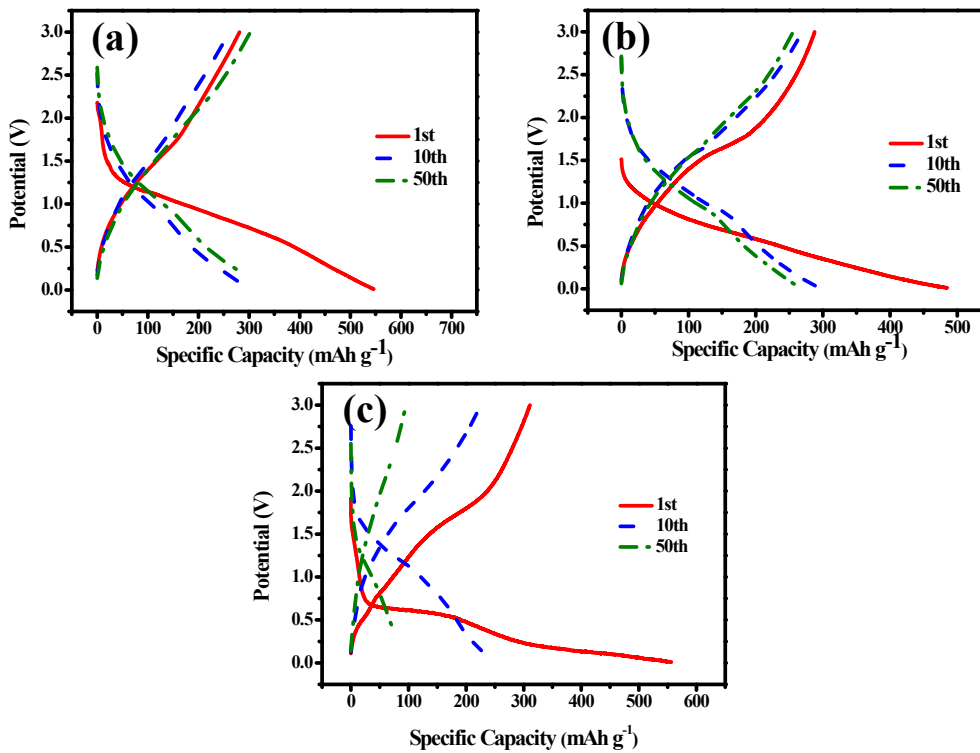 (a)
3.0
2.5
2.0
1.5
1.0
0.5
0.0
Potential (V)
1st
10th
50th
0 100 200 300 400 500 600 700
Specific Capacity (mAh g-1)
(b)
3.0
2.5
2.0
1.5
1.0
0.5
0.0
Potential (V)
1st
10th
50th
0 100 200 300 400 500
Specific Capacity (mAh g-1)
(c)
3.0
2.5
2.0
1.5
1.0
0.5
0.0
Potential (V)
1st
10th
50th
0 100 200 300 400 500 600
Specific Capacity (mAh g-1)